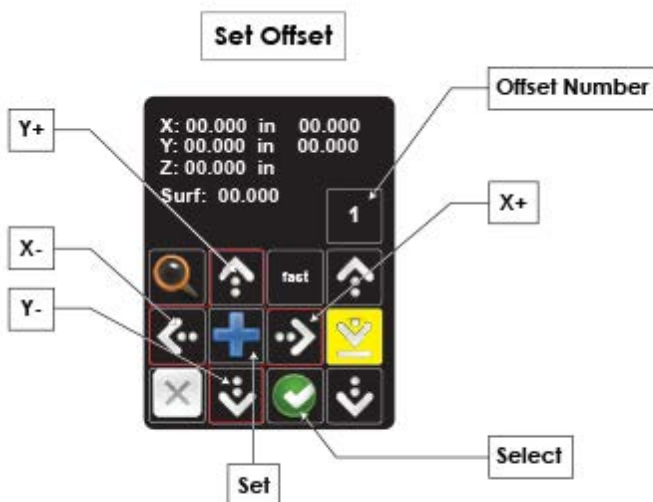 Set Offset
Offset Number
Y+
X: 00.000 in 00.000
Y: 00.000 in 00.000
Z: 00.000 in
Surf: 00.000
1
X+
X-
fast
Y-
Select
Set